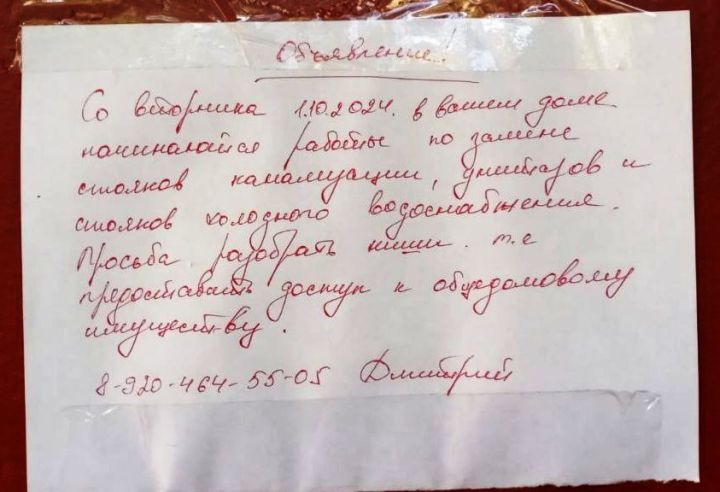 Объявление!
Со вторника 1.10.2024. в вашем доме
начинаются работы по замене
стояков канализации, унитазов и
стояков холодного водоснабжения.
Просьба разобрать ниши. т.е
предоставить доступ к общедомовому
имуществу.
8-920-464-55-05 Дмитрий